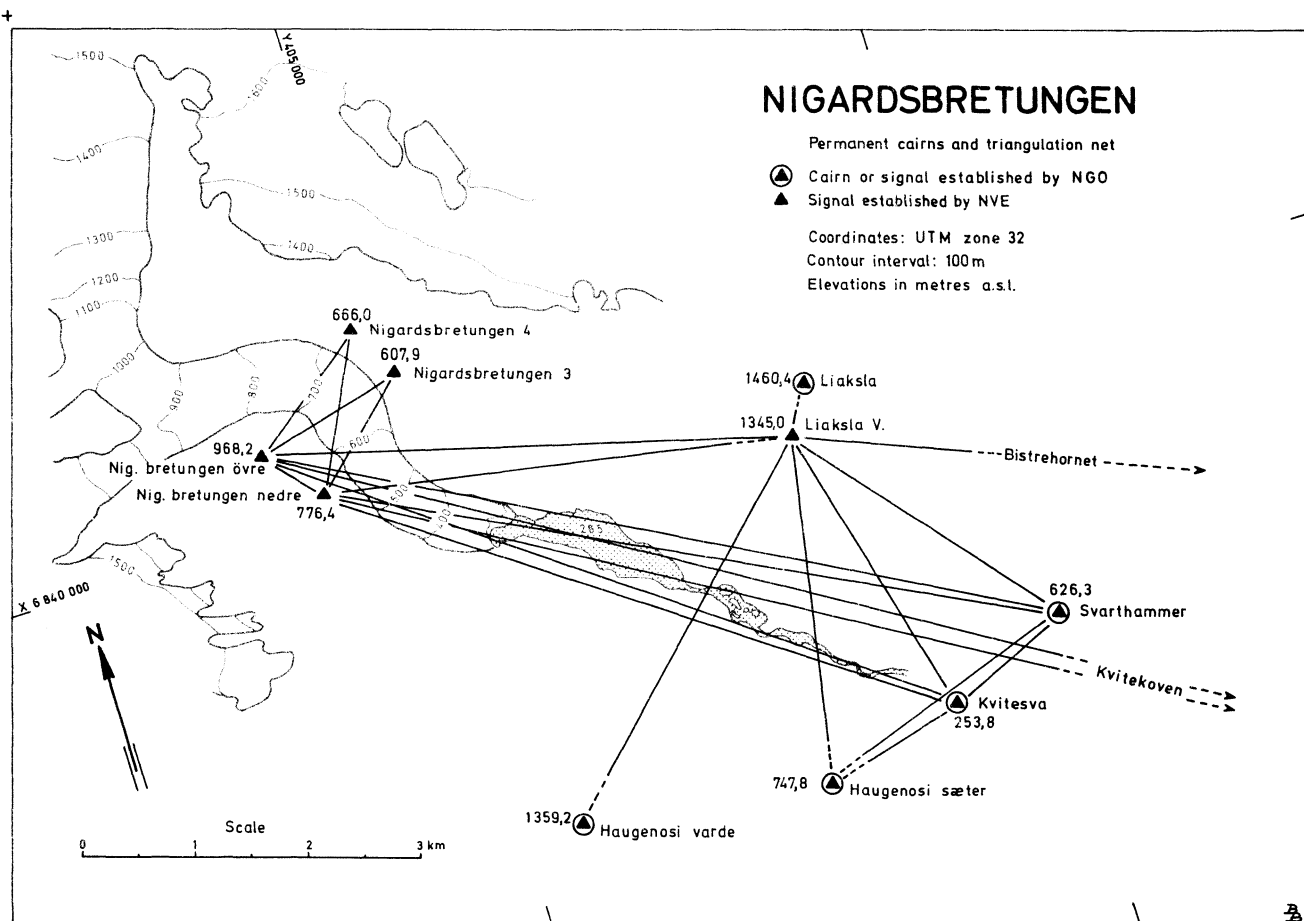 1500
Y 405 000
1600
NIGARDSBRETUNGEN
Permanent cairns and triangulation net
Cairn or signal established by NGO
Signal established by NVE
Coordinates: UTM zone 32
Contour interval: 100 m
Elevations in metres a.s.l.
1400
1500
1300
1400
1200
1100
666,0
Nigardsbretungen 4
607,9
Nigardsbretungen 3
1000
900
800
700
1460,4 Liaksla
1345,0 Liaksla V.
600
968,2
Nig. bretungen övre
Bistrehornet
Nig. bretungen nedre
776,4
500
400
285
1500
X 6 840 000
N
626,3
Svarthammer
Kvitekoven
Kvitesva
253,8
747,8 Haugenosi sæter
1359,2 Haugenosi varde
Scale
0 1 2 3 km